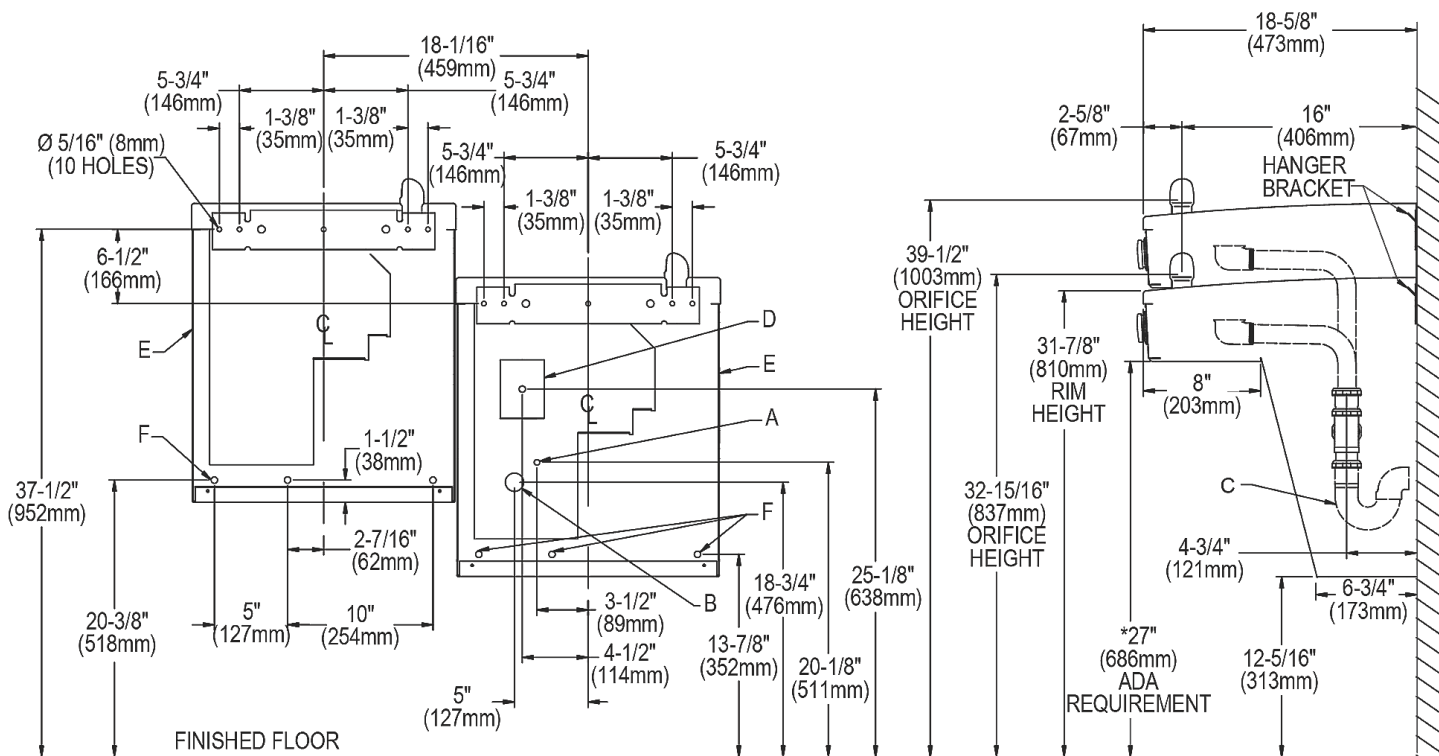 18-1/16"
(459mm)
5-3/4"
(146mm)
5-3/4"
(146mm)
1-3/8"
(35mm)
1-3/8"
(35mm)
Ø 5/16" (8mm)
(10 HOLES)
5-3/4"
(146mm)
5-3/4"
(146mm)
1-3/8"
(35mm)
1-3/8"
(35mm)
6-1/2"
(166mm)
CL
D
E
E
CL
A
F
1-1/2"
(38mm)
37-1/2"
(952mm)
F
2-7/16"
(62mm)
B
18-3/4"
(476mm)
25-1/8"
(638mm)
20-3/8"
(518mm)
5"
(127mm)
10"
(254mm)
3-1/2"
(89mm)
4-1/2"
(114mm)
13-7/8"
(352mm)
20-1/8"
(511mm)
5"
(127mm)
FINISHED FLOOR
18-5/8"
(473mm)
2-5/8"
(67mm)
16"
(406mm)
HANGER
BRACKET
39-1/2"
(1003mm)
ORIFICE
HEIGHT
31-7/8"
(810mm)
RIM
HEIGHT
8"
(203mm)
32-15/16"
(837mm)
ORIFICE
HEIGHT
C
4-3/4"
(121mm)
6-3/4"
(173mm)
*27"
(686mm)
ADA
REQUIREMENT
12-5/16"
(313mm)